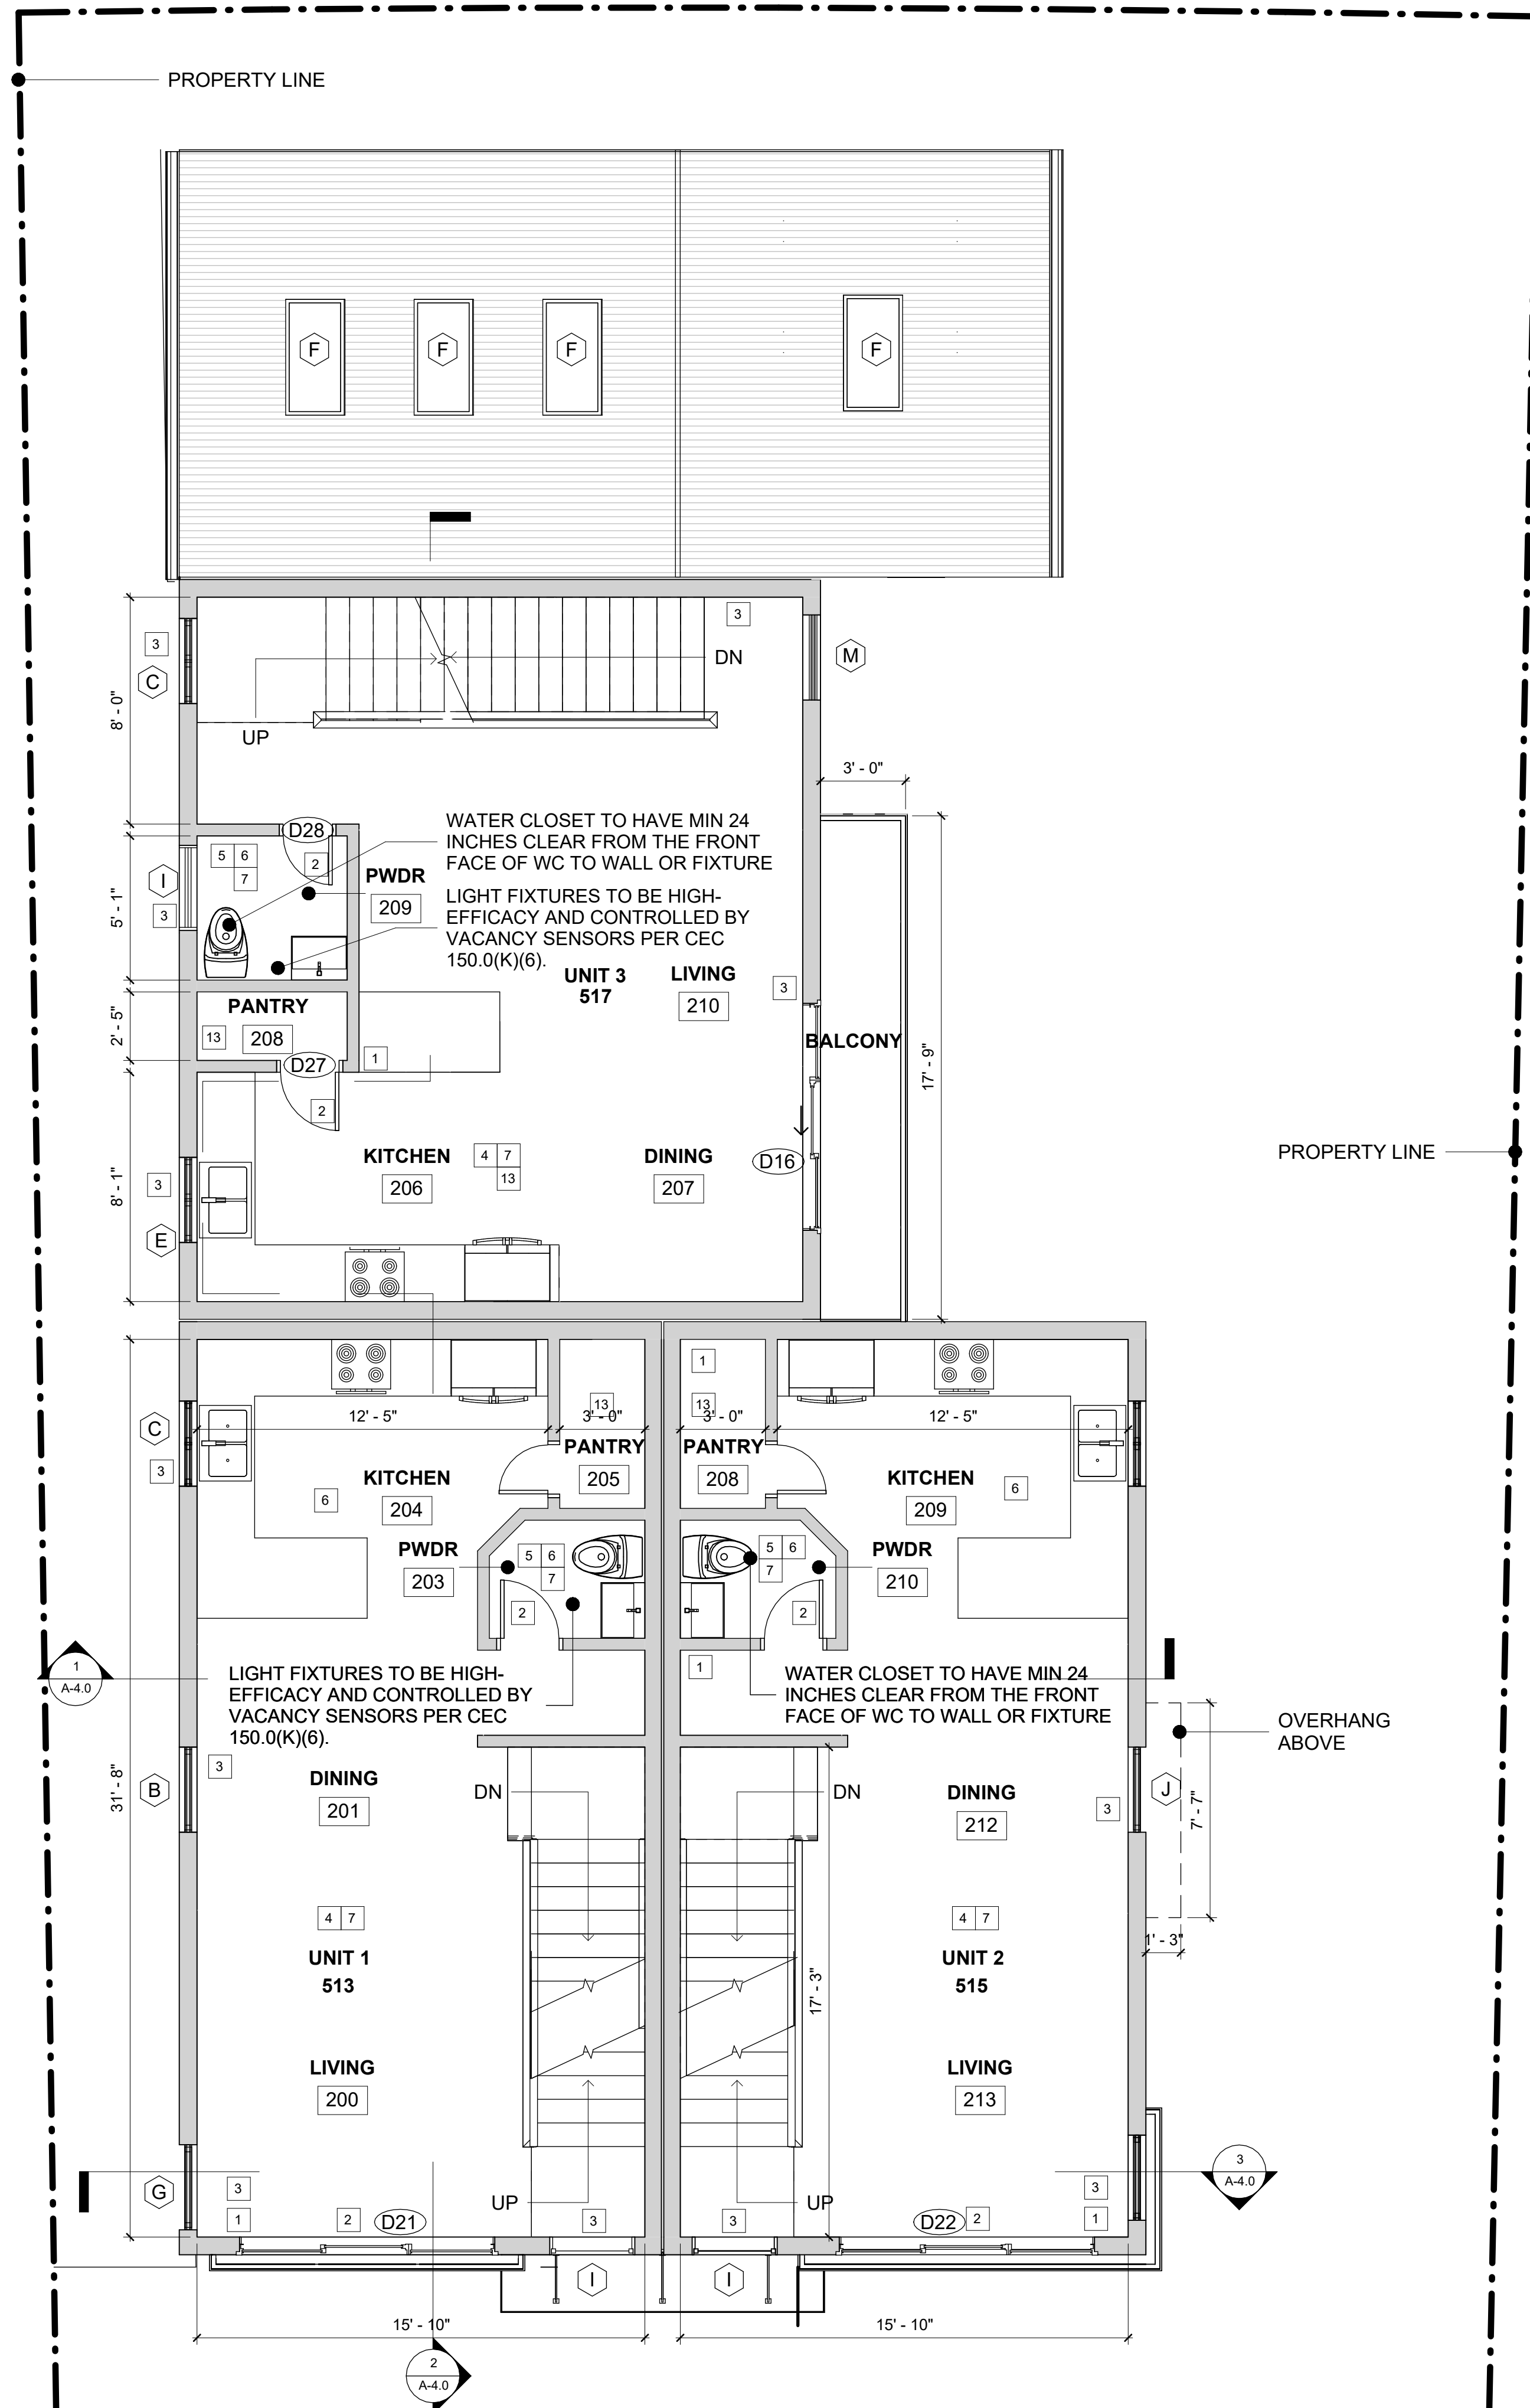 PROPERTY LINE
F
F
F
F
3
3
DN
M
C
8' - 0"
UP
3' - 0"
WATER CLOSET TO HAVE MIN 24
INCHES CLEAR FROM THE FRONT
FACE OF WC TO WALL OR FIXTURE
D28
5 6
7
2
PWDR
209
I
3
5' - 1"
LIGHT FIXTURES TO BE HIGH-
EFFICACY AND CONTROLLED BY
VACANCY SENSORS PER CEC
150.0(K)(6).
UNIT 3
517
LIVING
210
3
PANTRY
208
13
2' - 5"
D27
1
2
BALCONY
17' - 9"
KITCHEN
206
4 7
13
DINING
207
D16
PROPERTY LINE
3
E
8' - 1"
1
13
13
12' - 5"
3' - 0"
3' - 0"
12' - 5"
C
3
PANTRY
205
PANTRY
208
KITCHEN
204
6
KITCHEN
209
6
PWDR
203
5 6
7
2
5 6
7
2
PWDR
210
1
1
A-4.0
LIGHT FIXTURES TO BE HIGH-
EFFICACY AND CONTROLLED BY
VACANCY SENSORS PER CEC
150.0(K)(6).
WATER CLOSET TO HAVE MIN 24
INCHES CLEAR FROM THE FRONT
FACE OF WC TO WALL OR FIXTURE
OVERHANG
ABOVE
31' - 8"
3
B
DINING
201
DN
DN
DINING
212
3
J
7' - 7"
4 7
4 7
1' - 3"
UNIT 1
513
17' - 3"
UNIT 2
515
LIVING
200
LIVING
213
3
A-4.0
G
3
1
2
D21
UP
3
UP
3
D22
2
3
1
I
I
15' - 10"
15' - 10"
2
A-4.0